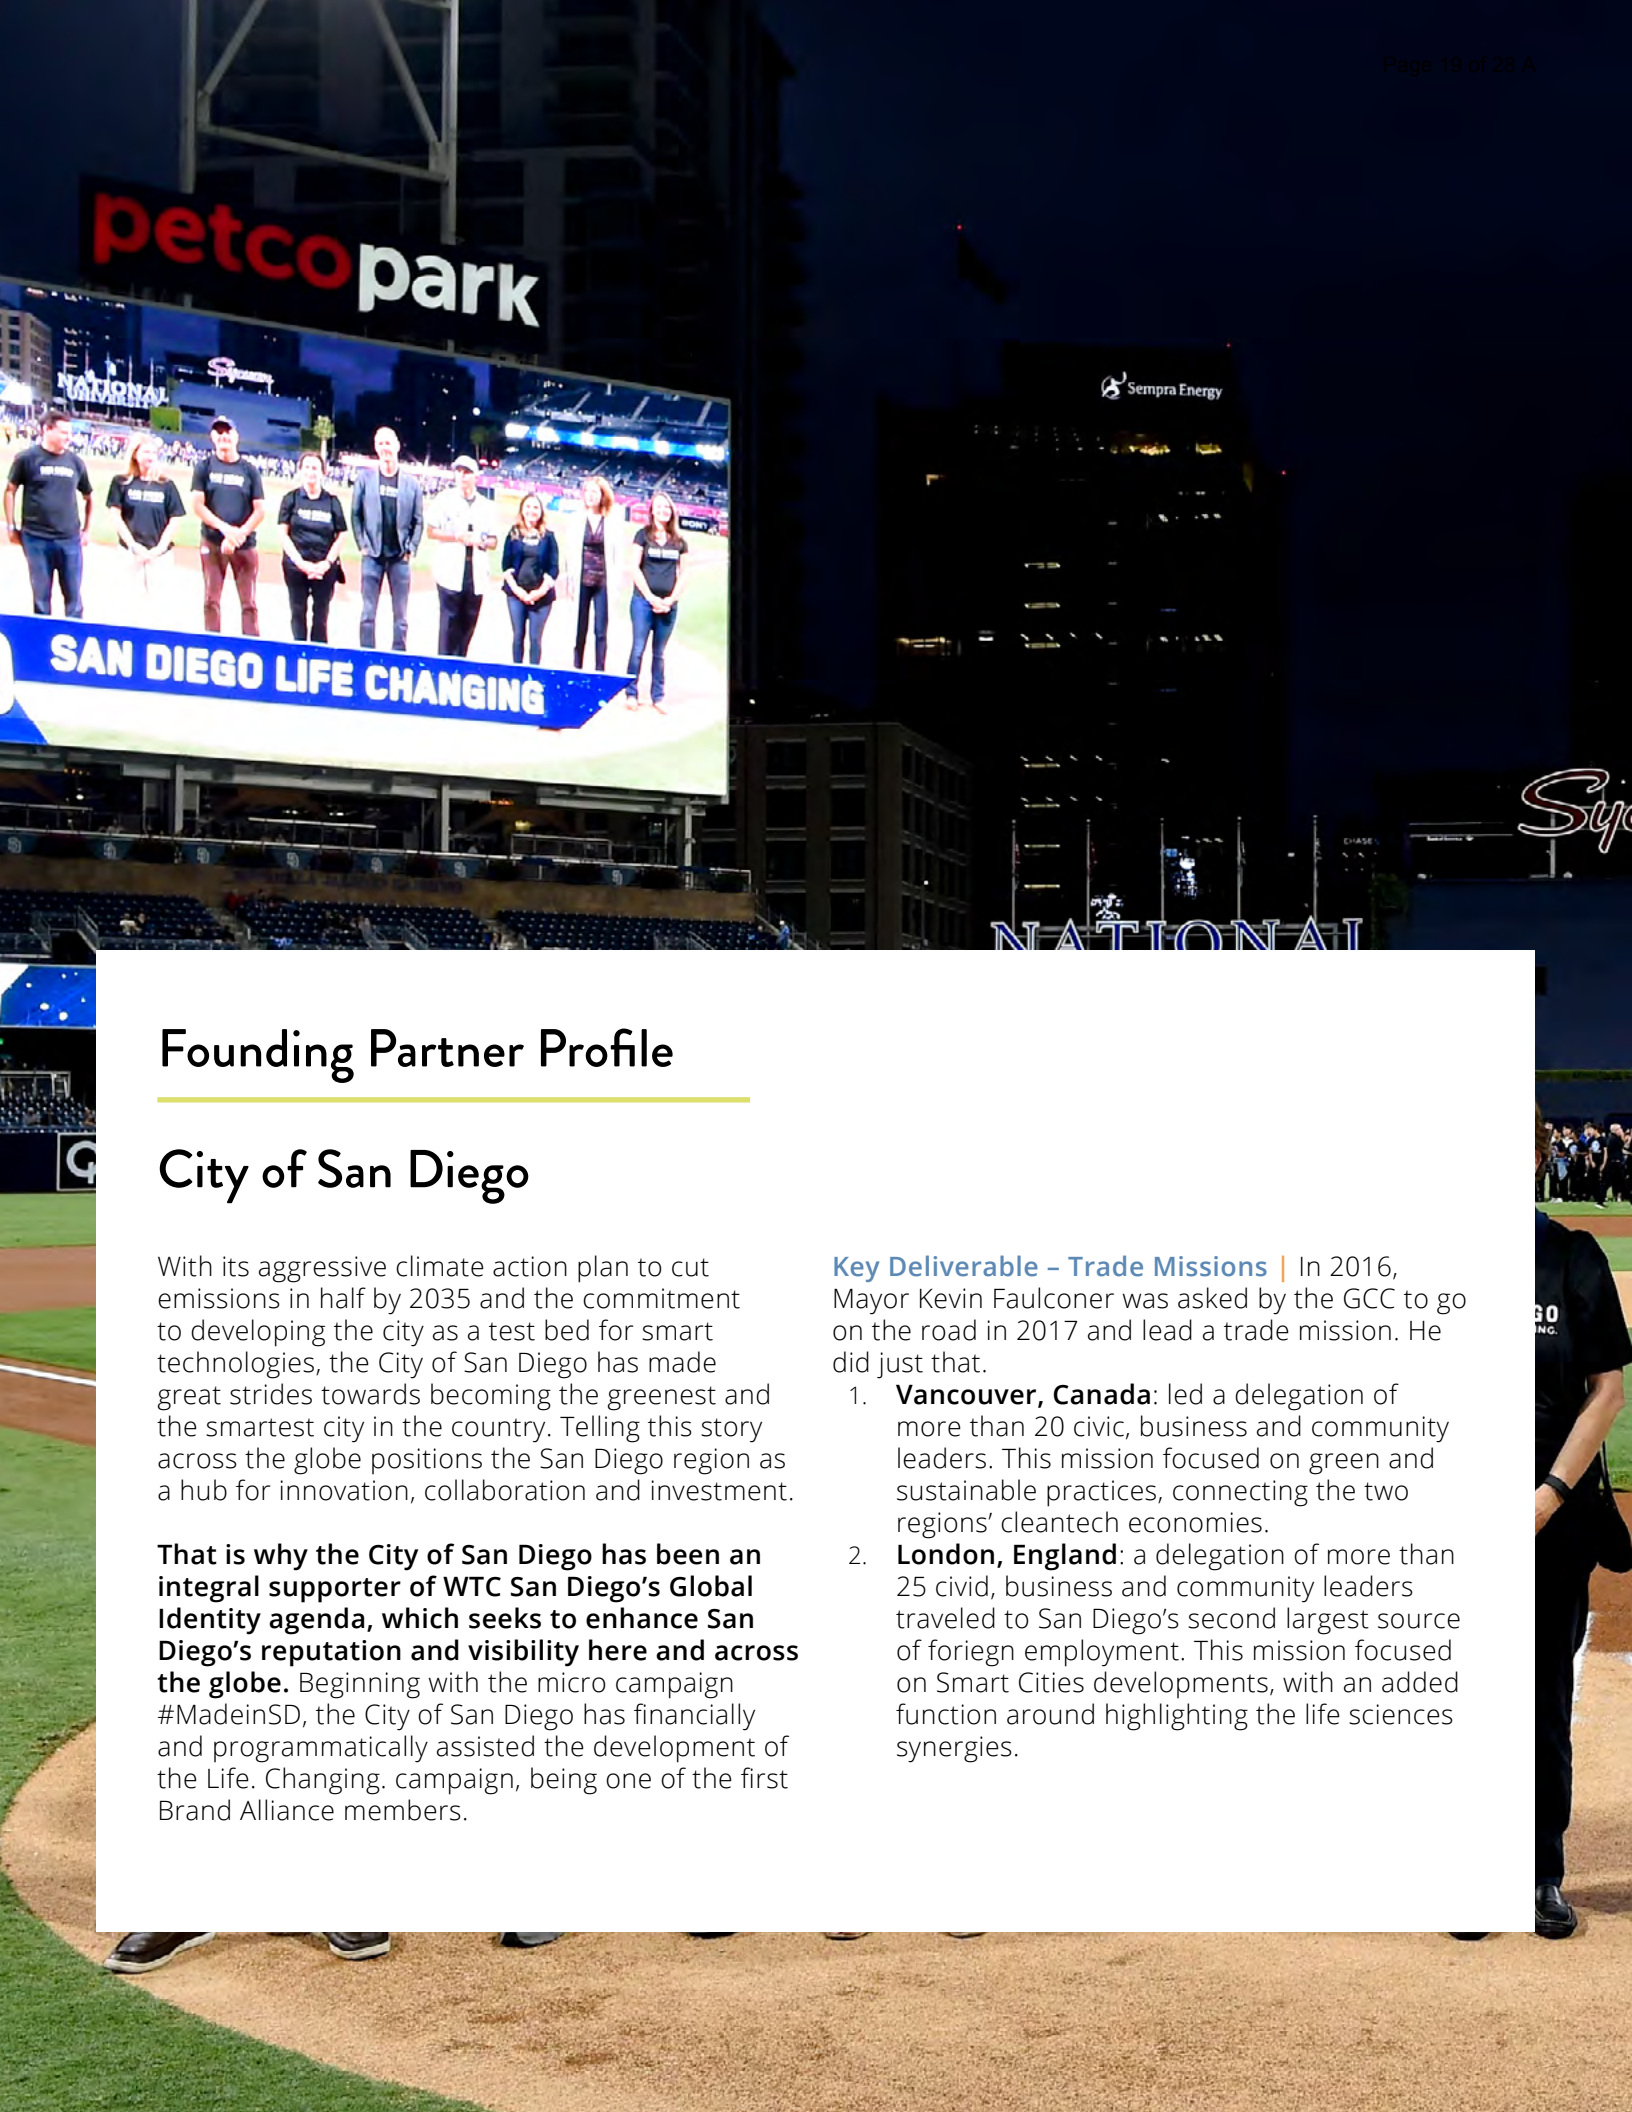 Page 19 of 28 A
petcopark
Sempra Energy
NATIONAL
UNIVERSITY
Sycuan
SAN DIEGO LIFE CHANGING
CHASE
NATIONAL
Founding Partner Profile
City of San Diego
With its aggressive climate action plan to cut
emissions in half by 2035 and the commitment
to developing the city as a test bed for smart
technologies, the City of San Diego has made
great strides towards becoming the greenest and
the smartest city in the country. Telling this story
across the globe positions the San Diego region as
a hub for innovation, collaboration and investment.
That is why the City of San Diego has been an
integral supporter of WTC San Diego’s Global
Identity agenda, which seeks to enhance San
Diego’s reputation and visibility here and across
the globe. Beginning with the micro campaign
#MadeinSD, the City of San Diego has financially
and programmatically assisted the development of
the Life. Changing. campaign, being one of the first
Brand Alliance members.
Key Deliverable – Trade Missions | In 2016,
Mayor Kevin Faulconer was asked by the GCC to go
on the road in 2017 and lead a trade mission. He
did just that.
1. Vancouver, Canada: led a delegation of
more than 20 civic, business and community
leaders. This mission focused on green and
sustainable practices, connecting the two
regions’ cleantech economies.
2. London, England: a delegation of more than
25 civid, business and community leaders
traveled to San Diego’s second largest source
of foriegn employment. This mission focused
on Smart Cities developments, with an added
function around highlighting the life sciences
synergies.
GO
NG.